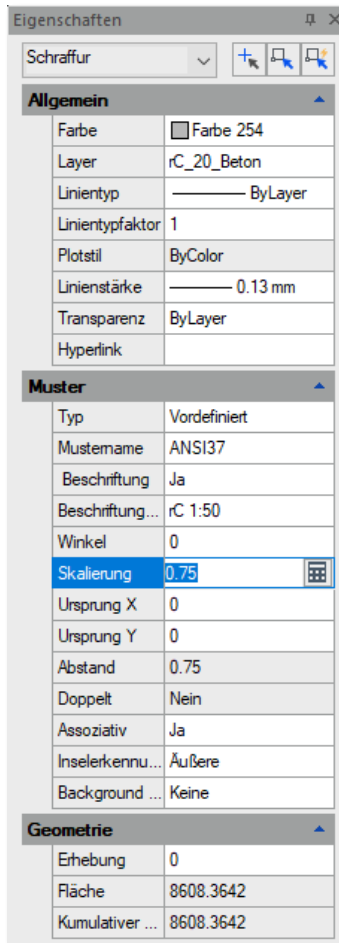 Eigenschaften
Schraffur
Allgemein
Farbe Farbe 254
Layer rC_20_Beton
Linientyp ByLayer
Linientypfaktor 1
Plotstil ByColor
Linienstärke 0.13 mm
Transparenz ByLayer
Hyperlink
Muster
Typ Vordefiniert
Mustername ANSI37
Beschriftung Ja
Beschriftung... rC 1:50
Winkel 0
Skalierung 0.75
Ursprung X 0
Ursprung Y 0
Abstand 0.75
Doppelt Nein
Assoziativ Ja
Inselerkennu... Äußere
Background ... Keine
Geometrie
Erhebung 0
Fläche 8608.3642
Kumulativer ... 8608.3642